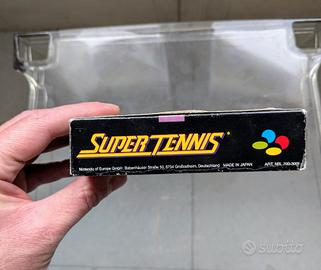 SUPER TENNIS
Nintendo of Europe GmbH Babenhäuser Straße 50, 8754 Großostheim, Deutschland MADE IN JAPAN
subito